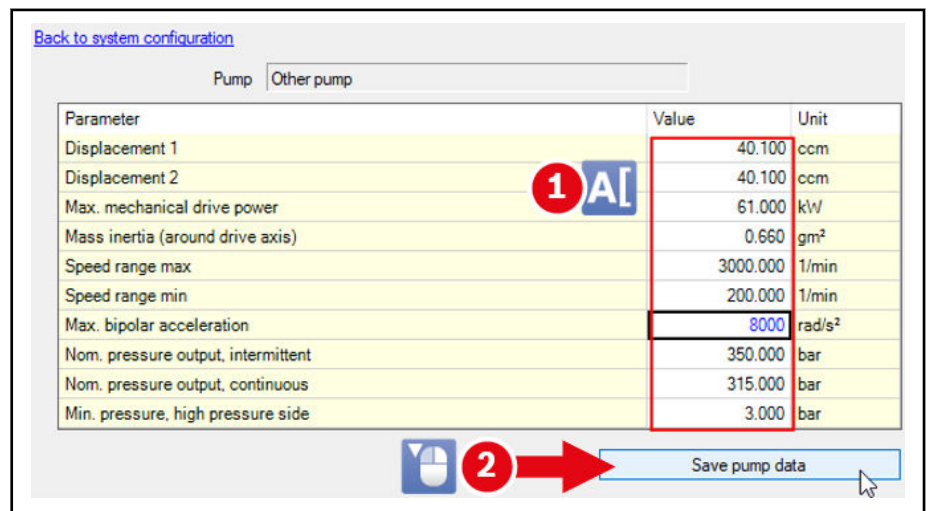 Back to system configuration
Pump Other pump
Parameter Value Unit
Displacement 1 40.100 ccm
Displacement 2 40.100 ccm
Max. mechanical drive power 61.000 kW
Mass inertia (around drive axis) 0.660 gm²
Speed range max 3000.000 1/min
Speed range min 200.000 1/min
Max. bipolar acceleration 8000 rad/s²
Nom. pressure output, intermittent 350.000 bar
Nom. pressure output, continuous 315.000 bar
Min. pressure, high pressure side 3.000 bar
1 A[
2 Save pump data